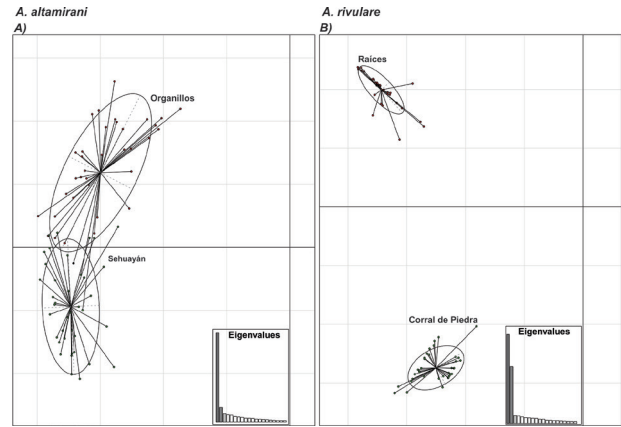 A. altamirani
A)
Organillos
Sehuayán
Eigenvalues
A. rivulare
B)
Raíces
Corral de Piedra
Eigenvalues